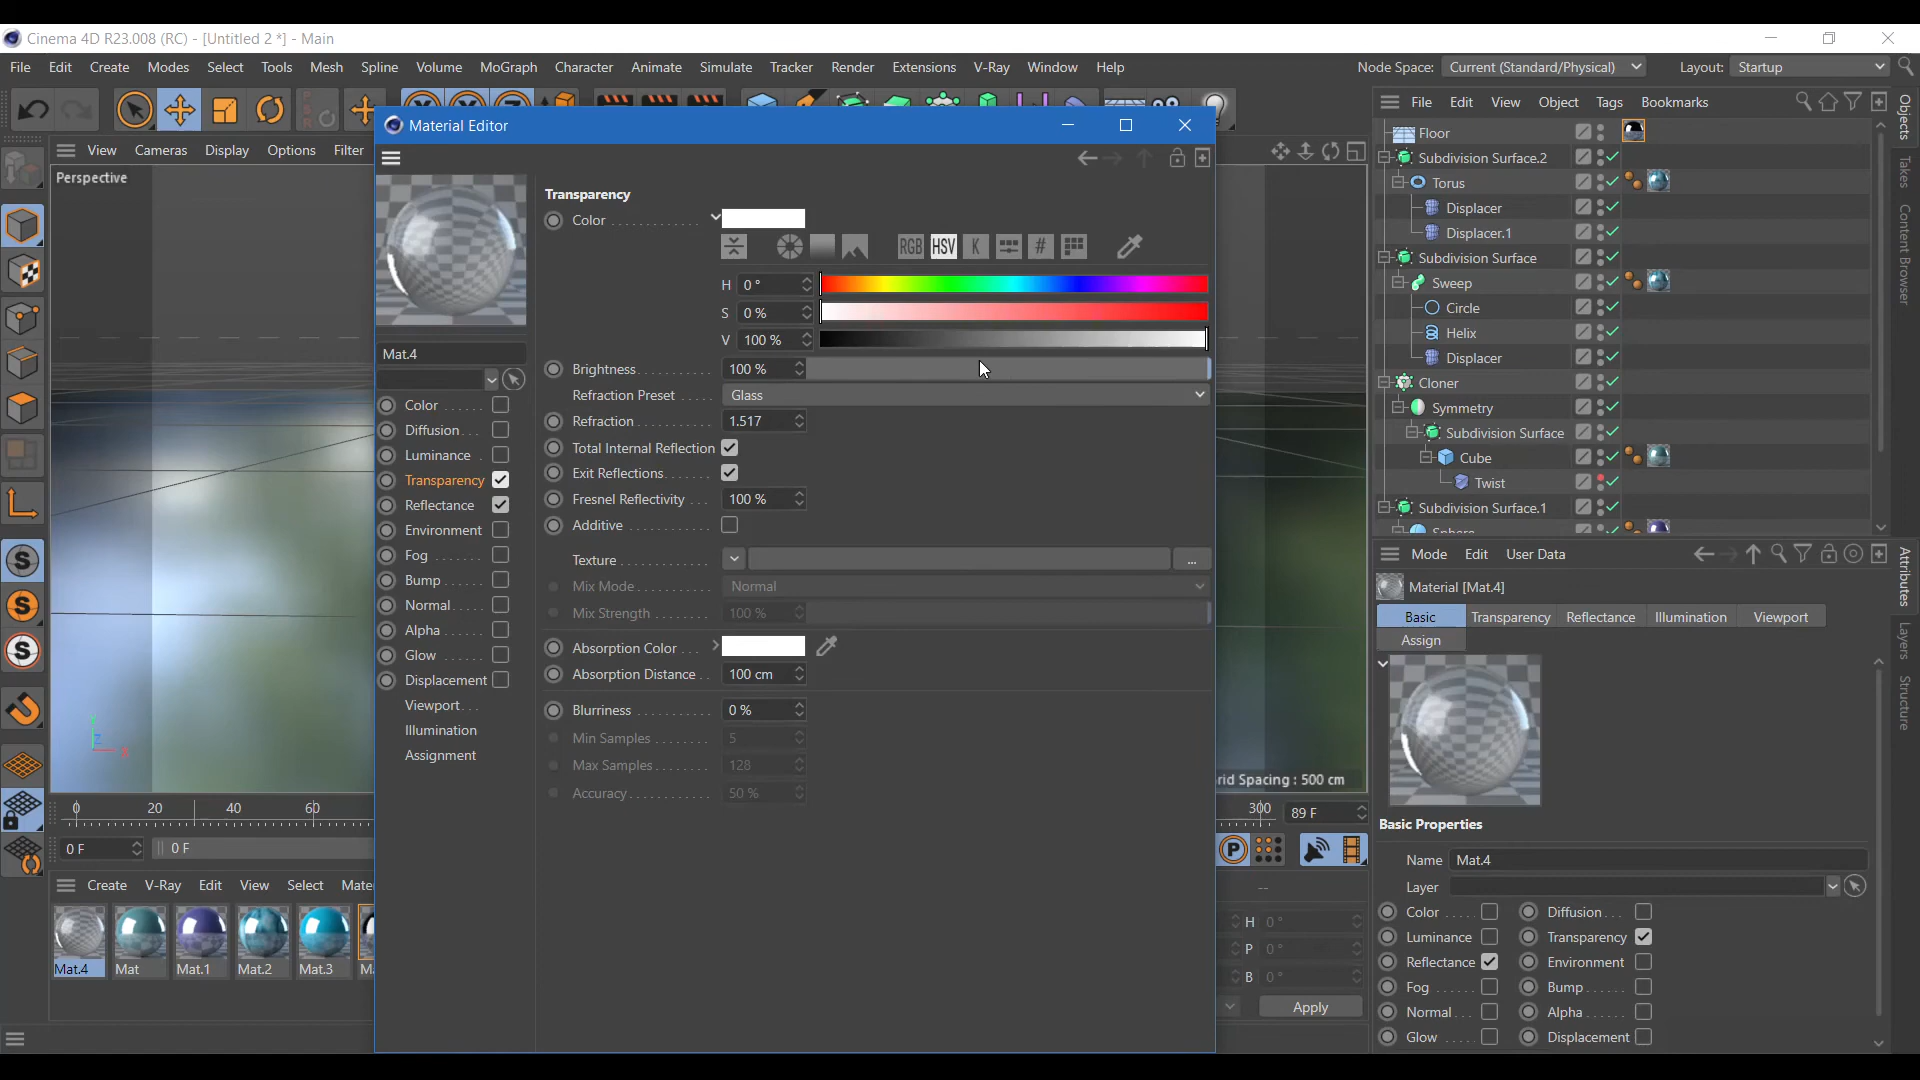 Cinema 4D R23.008 (RC) - [Untitled 2 *] - Main
File Edit Create Modes Select Tools Mesh Spline Volume MoGraph Character Animate Simulate Tracker Render Extensions V-Ray Window Help
Node Space: Current (Standard/Physical) Layout: Startup
View Cameras Display Options Filter
Perspective
Material Editor
Mat.4
Color
Diffusion
Luminance
Transparency
Reflectance
Environment
Fog
Bump
Normal
Alpha
Glow
Displacement
Viewport
Illumination
Assignment
Transparency
Color
RGB HSV K #
H 0 °
S 0 %
V 100 %
Brightness 100 %
Refraction Preset Glass
Refraction 1.517
Total Internal Reflection
Exit Reflections
Fresnel Reflectivity 100 %
Additive
Texture ...
Mix Mode Normal
Mix Strength 100 %
Absorption Color
Absorption Distance 100 cm
Blurriness 0 %
Min Samples 5
Max Samples 128
Accuracy 50 %
rid Spacing : 500 cm
0 20 40 60
300 89 F
0 F 0 F
P
Create V-Ray Edit View Select Mate
Mat.4 Mat Mat.1 Mat.2 Mat.3
--
H 0 °
P 0 °
B 0 °
Apply
File Edit View Object Tags Bookmarks
Floor
Subdivision Surface.2
Torus
Displacer
Displacer.1
Subdivision Surface
Sweep
Circle
Helix
Displacer
Cloner
Symmetry
Subdivision Surface
Cube
Twist
Subdivision Surface.1
Sphere
Objects
Takes
Content Browser
Mode Edit User Data
Material [Mat.4]
Basic Transparency Reflectance Illumination Viewport
Assign
Basic Properties
Name Mat.4
Layer
Color Diffusion
Luminance Transparency
Reflectance Environment
Fog Bump
Normal Alpha
Glow Displacement
Attributes
Layers
Structure